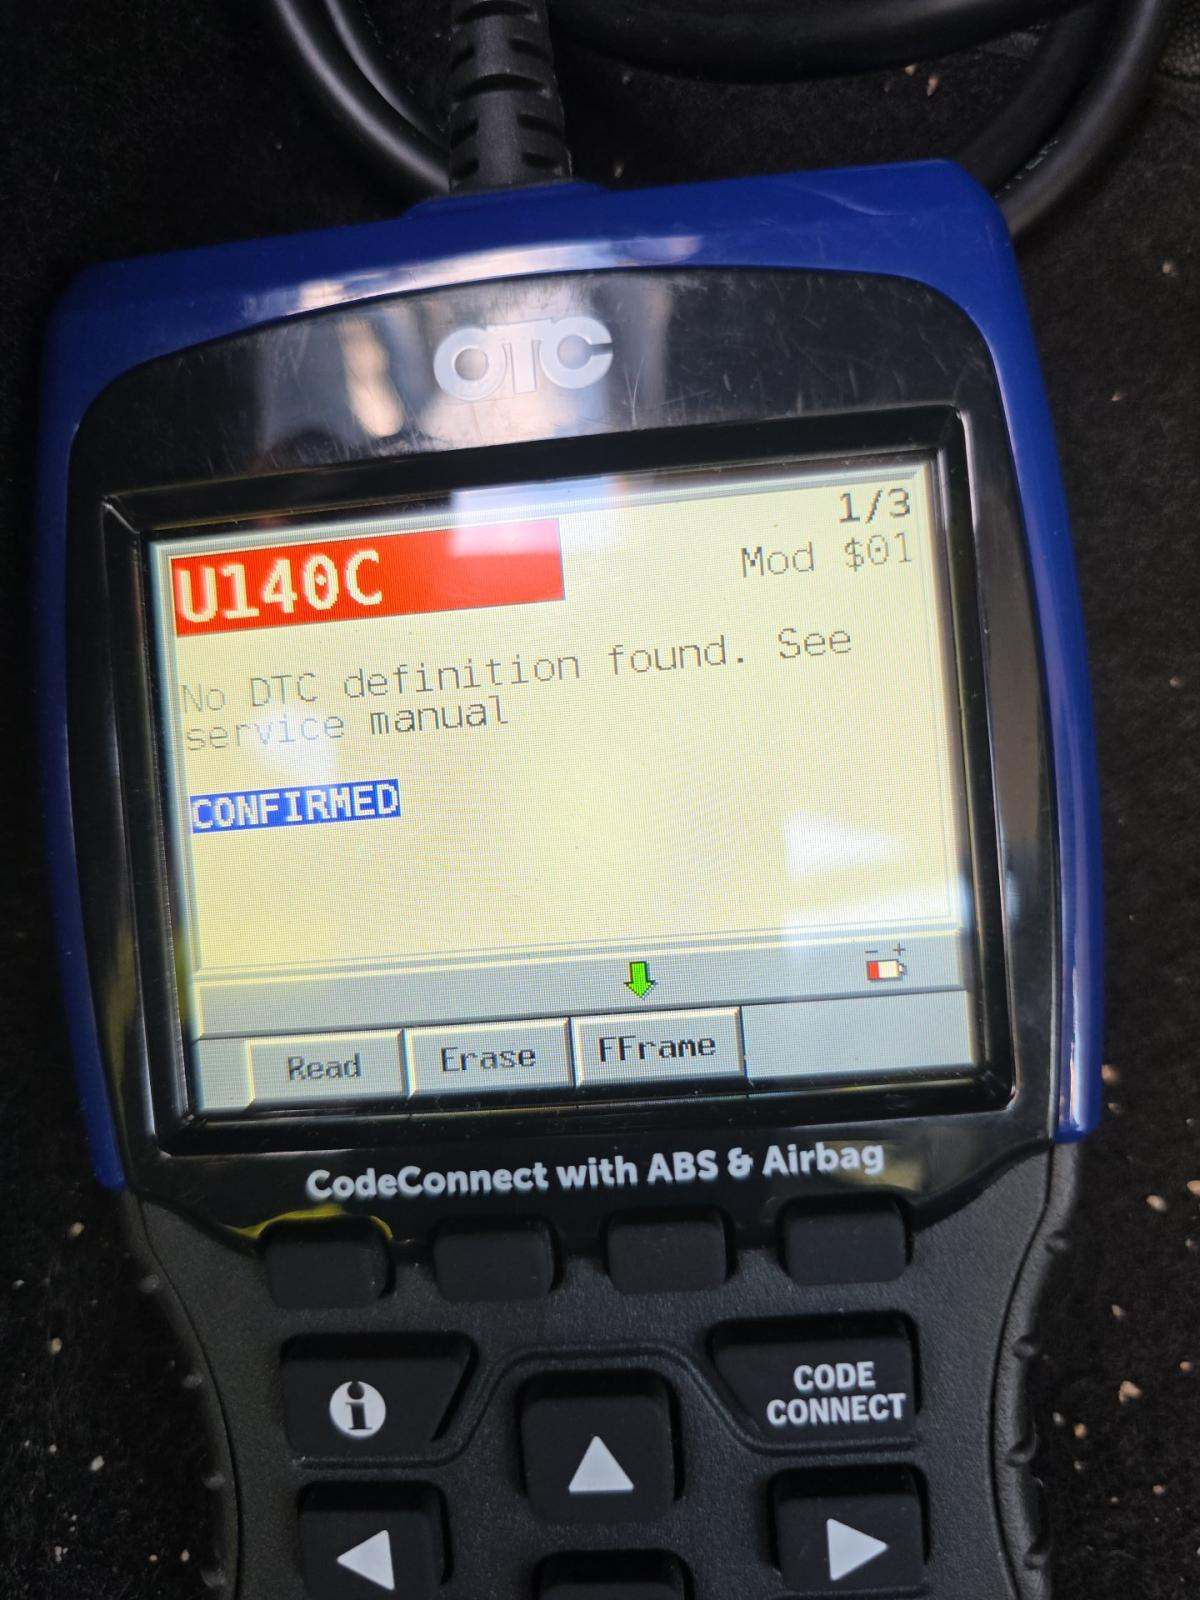 OTC
1/3
U140C
Mod $01
No DTC definition found. See
service manual
CONFIRMED
- +
Read
Erase
FFrame
CodeConnect with ABS & Airbag
i
CODE
CONNECT